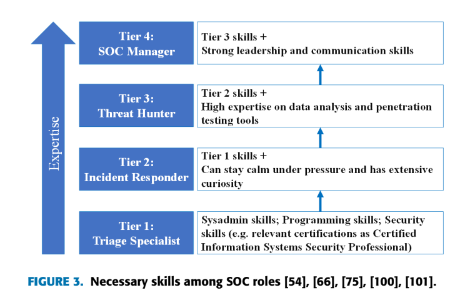 Expertise
Tier 4:
SOC Manager
Tier 3 skills +
Strong leadership and communication skills
Tier 3:
Threat Hunter
Tier 2 skills +
High expertise on data analysis and penetration
testing tools
Tier 2:
Incident Responder
Tier 1 skills +
Can stay calm under pressure and has extensive
curiosity
Tier 1:
Triage Specialist
Sysadmin skills; Programming skills; Security
skills (e.g. relevant certifications as Certified
Information Systems Security Professional)
FIGURE 3. Necessary skills among SOC roles [54], [66], [75], [100], [101].